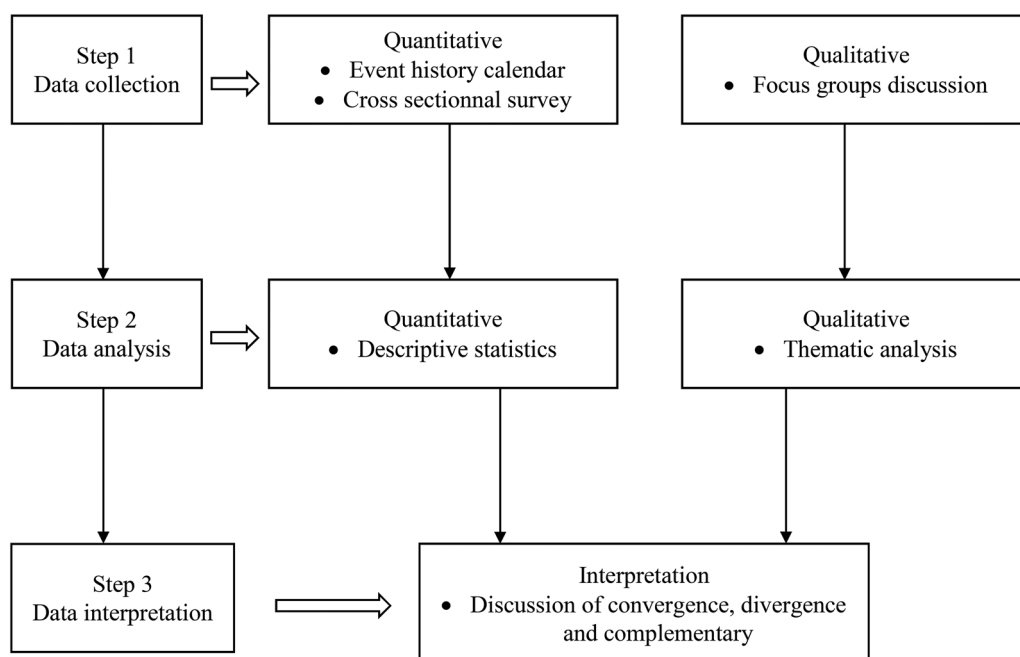 Step 1
Data collection
Quantitative
• Event history calendar
• Cross sectionnal survey
Qualitative
• Focus groups discussion
Step 2
Data analysis
Quantitative
• Descriptive statistics
Qualitative
• Thematic analysis
Step 3
Data interpretation
Interpretation
• Discussion of convergence, divergence
and complementary